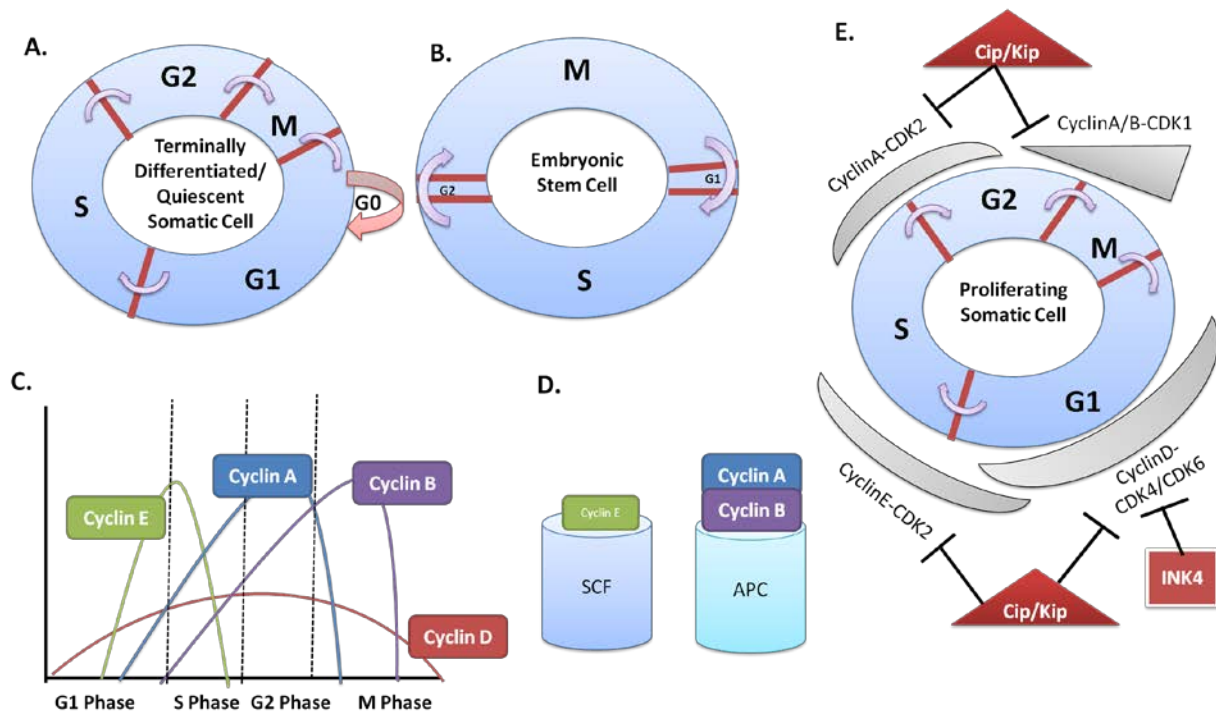 A.
G2
M
S
G1
G0
Terminally
Differentiated/
Quiescent
Somatic Cell
B.
M
G2
G1
S
Embryonic
Stem Cell
C.
Cyclin E
Cyclin A
Cyclin B
Cyclin D
G1 Phase
S Phase
G2 Phase
M Phase
D.
Cyclin E
SCF
Cyclin A
Cyclin B
APC
E.
Cip/Kip
CyclinA-CDK2
CyclinA/B-CDK1
G2
M
S
G1
Proliferating
Somatic Cell
CyclinE-CDK2
CyclinD-
CDK4/CDK6
INK4
Cip/Kip